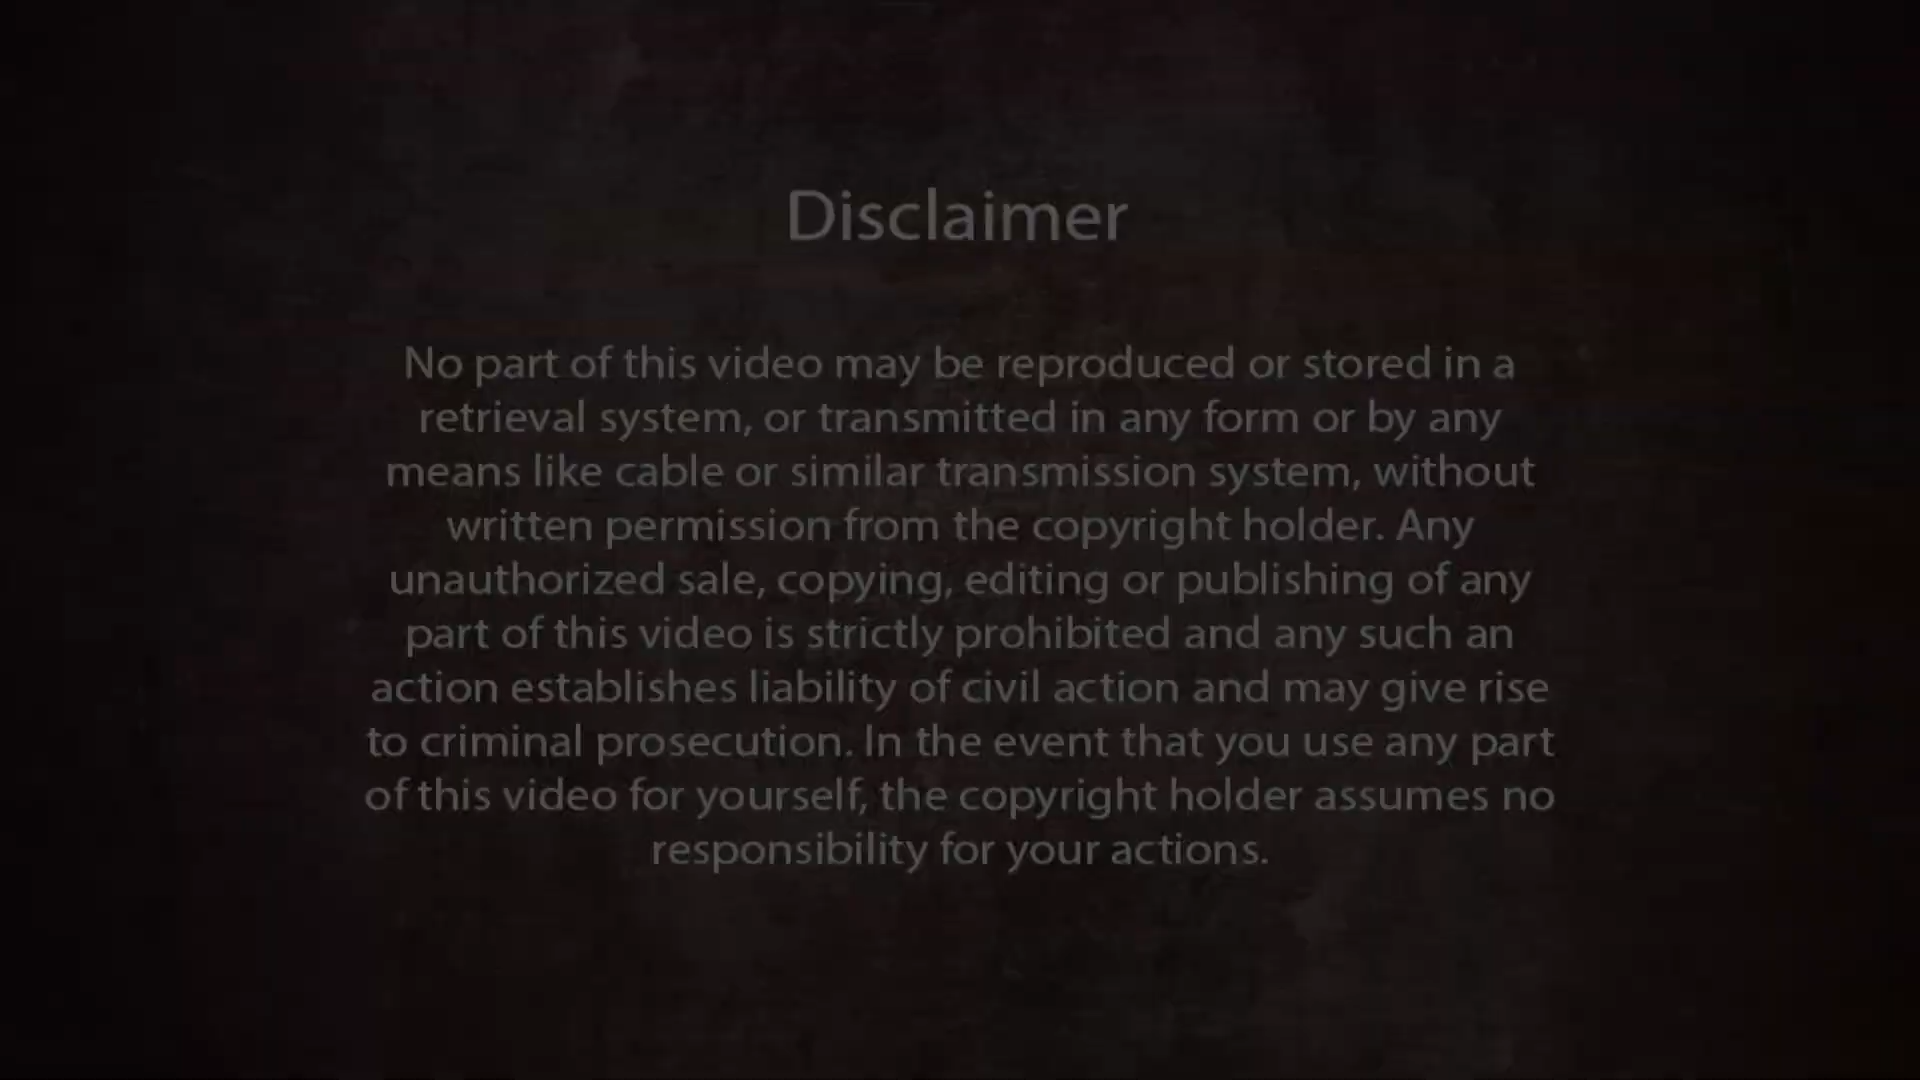 Disclaimer
No part of this video may be reproduced or stored in a
retrieval system, or transmitted in any form or by any
means like cable or similar transmission system, without
written permission from the copyright holder. Any
unauthorized sale, copying, editing or publishing of any
part of this video is strictly prohibited and any such an
action establishes liability of civil action and may give rise
to criminal prosecution. In the event that you use any part
of this video for yourself, the copyright holder assumes no
responsibility for your actions.